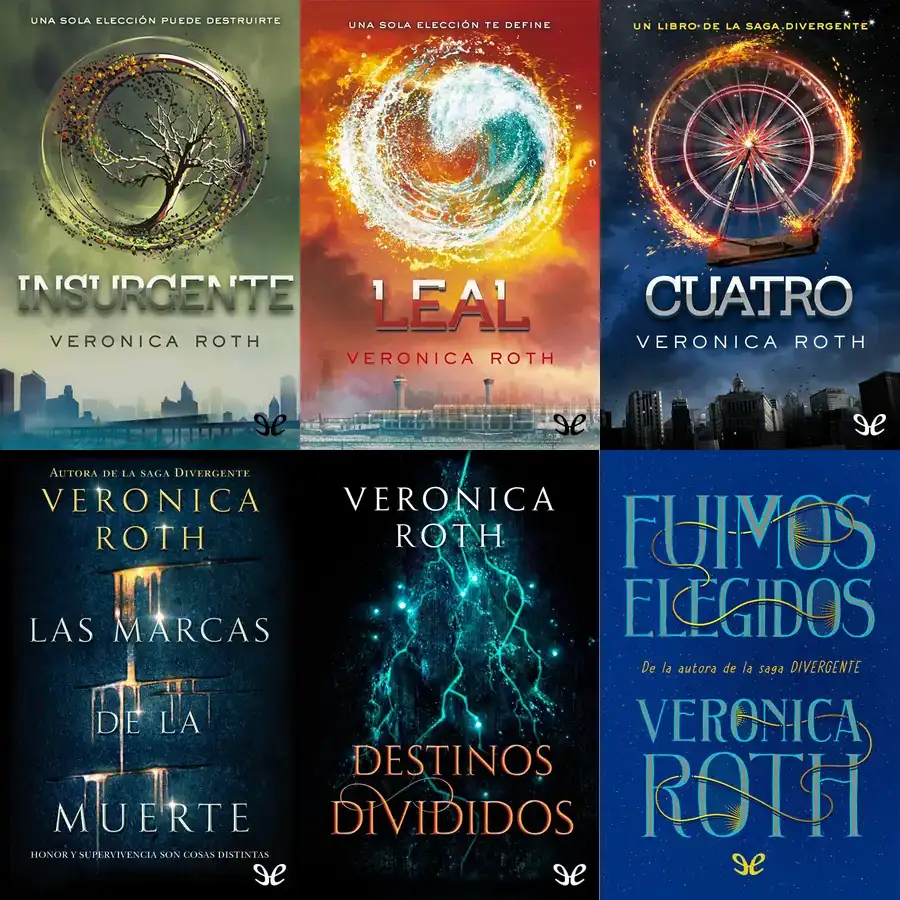 UNA SOLA ELECCIÓN PUEDE DESTRUIRTE
INSURGENTE
VERONICA ROTH
UNA SOLA ELECCIÓN TE DEFINE
LEAL
VERONICA ROTH
UN LIBRO DE LA SAGA DIVERGENTE
CUATRO
VERONICA ROTH
AUTORA DE LA SAGA DIVERGENTE
VERONICA
ROTH
LAS MARCAS
DE LA
MUERTE
HONOR Y SUPERVIVENCIA SON COSAS DISTINTAS
VERONICA
ROTH
DESTINOS
DIVIDIDOS
FUIMOS
ELEGIDOS
De la autora de la saga DIVERGENTE
VERONICA
ROTH